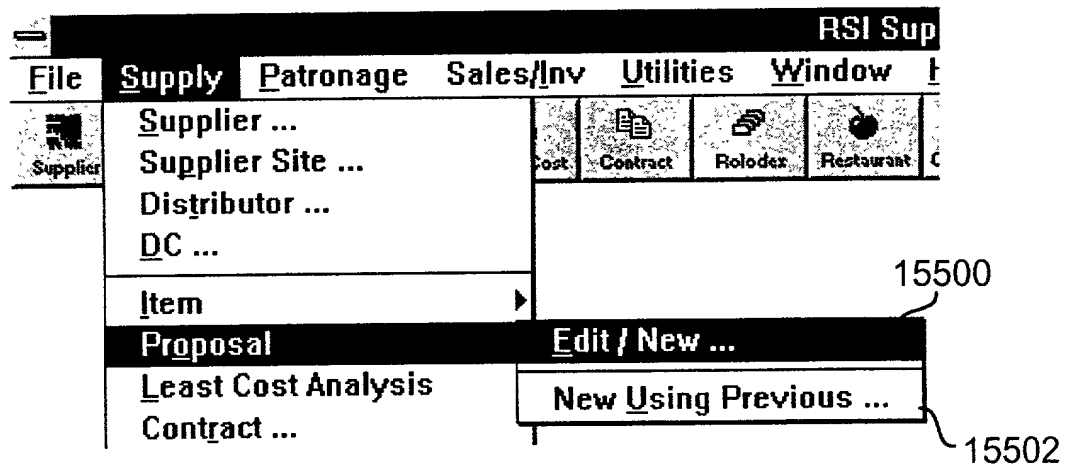 RSI Sup
File Supply Patronage Sales/Inv Utilities Window
Supplier Cost Contract Rolodex Restaurant
Supplier ...
Supplier Site ...
Distributor ...
DC ...
Item
Proposal
Least Cost Analysis
Contract ...
Edit / New ...
New Using Previous ...
15500
15502